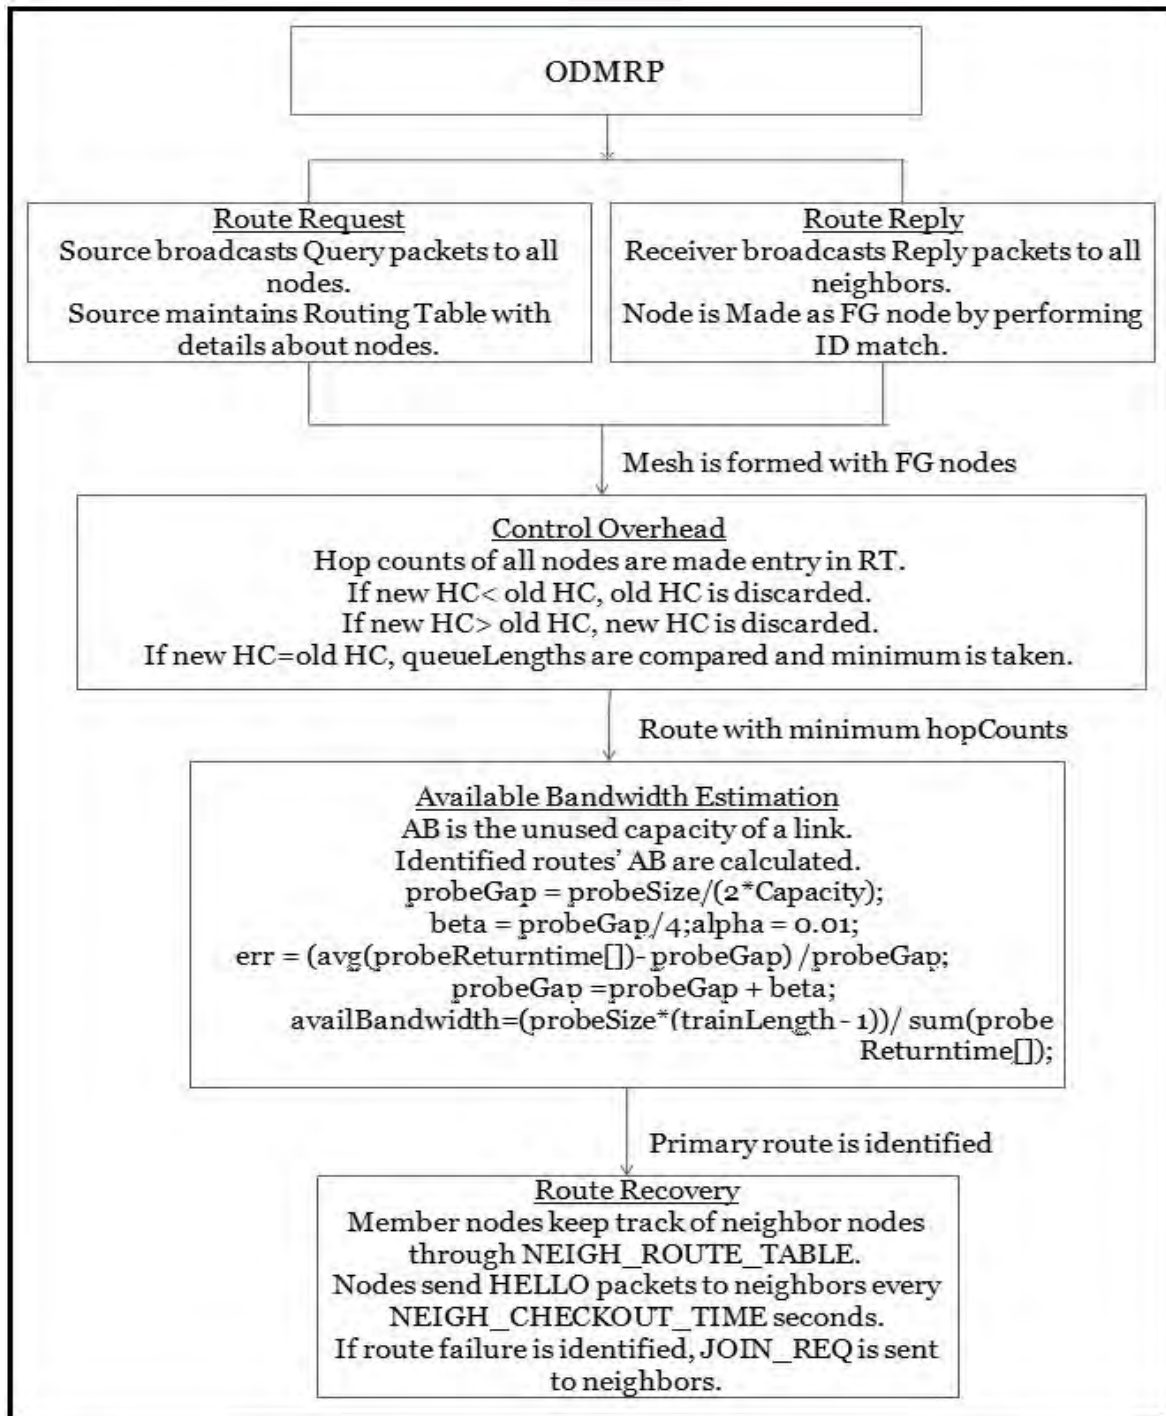 ODMRP
Route Request
Source broadcasts Query packets to all
nodes.
Source maintains Routing Table with
details about nodes.
Route Reply
Receiver broadcasts Reply packets to all
neighbors.
Node is Made as FG node by performing
ID match.
Mesh is formed with FG nodes
Control Overhead
Hop counts of all nodes are made entry in RT.
If new HC< old HC, old HC is discarded.
If new HC> old HC, new HC is discarded.
If new HC=old HC, queueLengths are compared and minimum is taken.
Route with minimum hopCounts
Available Bandwidth Estimation
AB is the unused capacity of a link.
Identified routes’ AB are calculated.
probeGap = probeSize/(2*Capacity);
beta = probeGap/4;alpha = 0.01;
err = (avg(probeReturntime[])- probeGap) /probeGap;
probeGap =probeGap + beta;
availBandwidth=(probeSize*(trainLength - 1))/ sum(probe
Returntime[]);
Primary route is identified
Route Recovery
Member nodes keep track of neighbor nodes
through NEIGH_ROUTE_TABLE.
Nodes send HELLO packets to neighbors every
NEIGH_CHECKOUT_TIME seconds.
If route failure is identified, JOIN_REQ is sent
to neighbors.